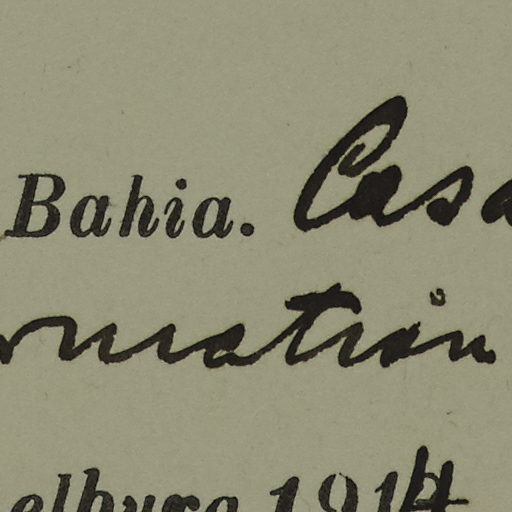 Bahia. Casa
rmation
elburg 1914